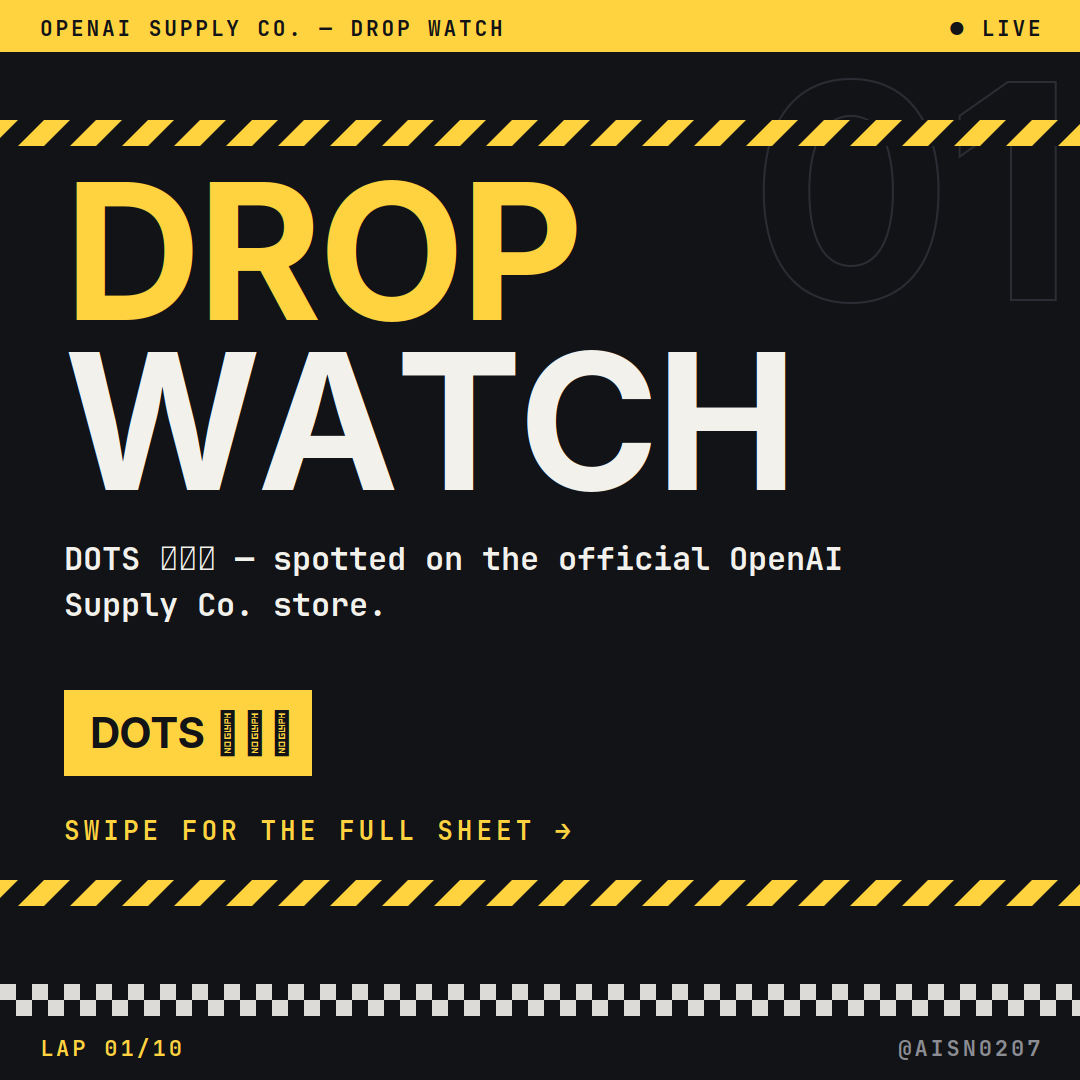 OPENAI SUPPLY CO. — DROP WATCH
● LIVE
01
DROP
WATCH
DOTS — spotted on the official OpenAI
Supply Co. store.
DOTS
SWIPE FOR THE FULL SHEET →
LAP 01/10
@AISN0207